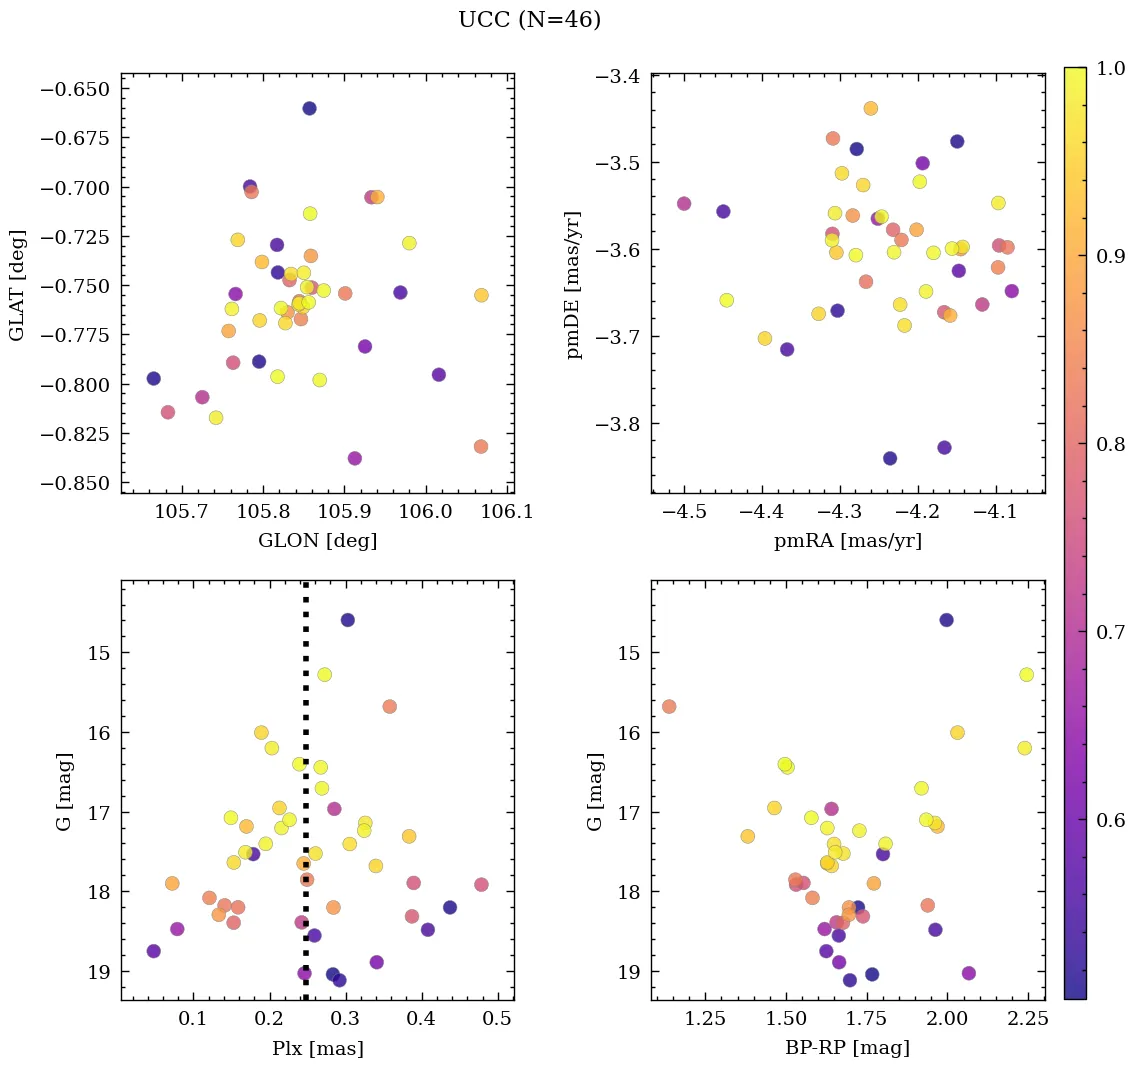 UCC (N=46)
−0.650
−0.675
−0.700
−0.725
−0.750
−0.775
−0.800
−0.825
−0.850
GLAT [deg]
105.7 105.8 105.9 106.0 106.1
GLON [deg]
−3.4
−3.5
−3.6
−3.7
−3.8
pmDE [mas/yr]
−4.5 −4.4 −4.3 −4.2 −4.1
pmRA [mas/yr]
15
16
17
18
19
G [mag]
0.1 0.2 0.3 0.4 0.5
Plx [mas]
15
16
17
18
19
G [mag]
1.25 1.50 1.75 2.00 2.25
BP-RP [mag]
1.0
0.9
0.8
0.7
0.6